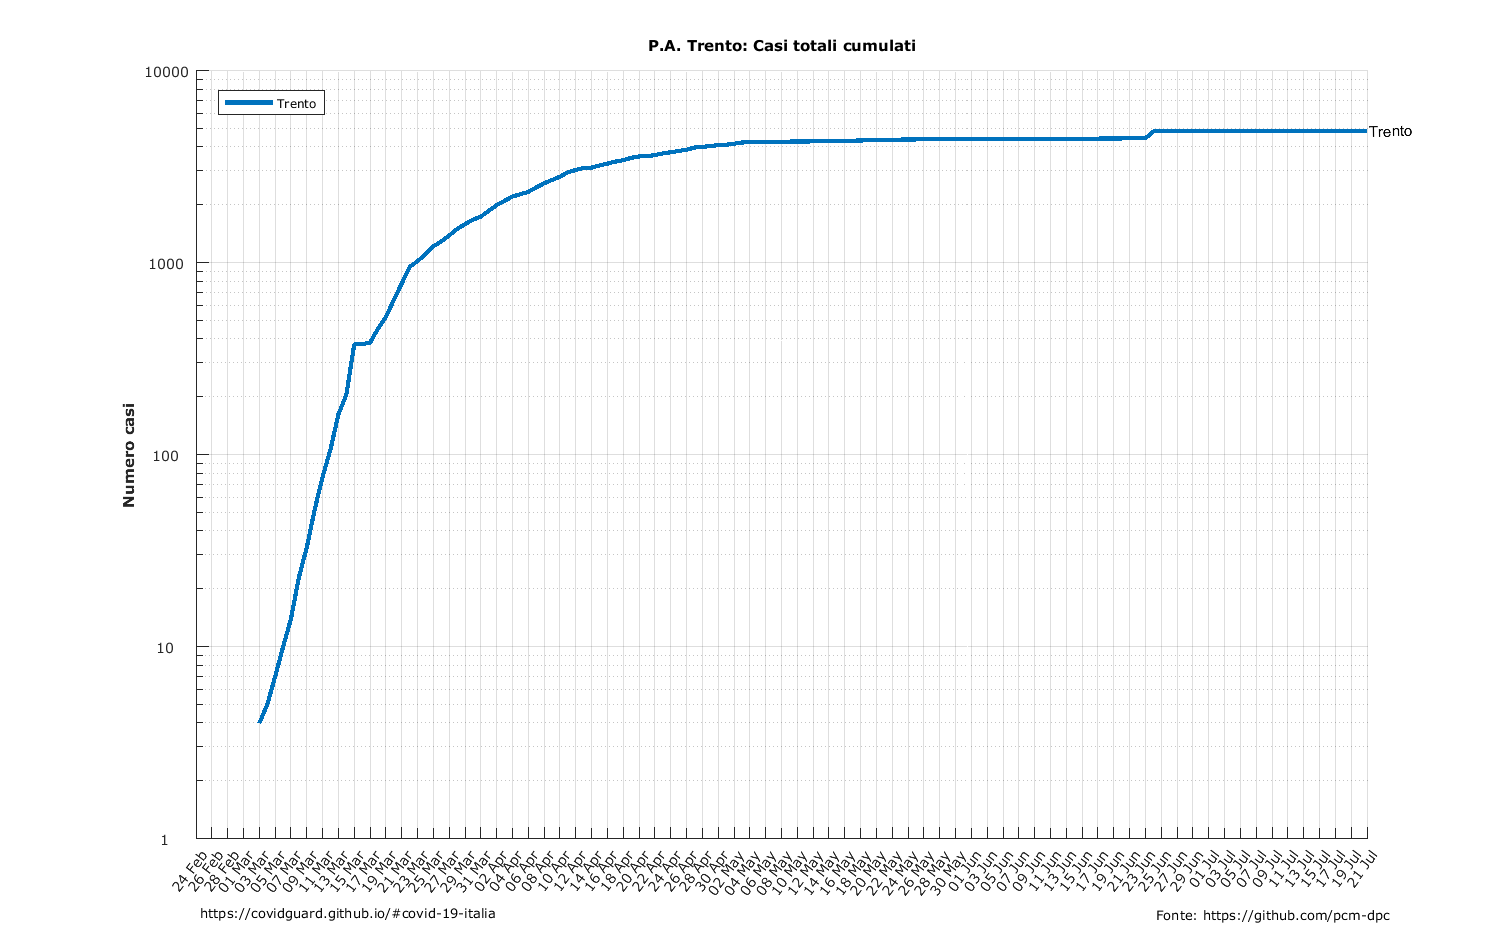 P.A. Trento: Casi totali cumulati
10000
1000
100
10
1
Numero casi
Trento
Trento
24 Feb
26 Feb
28 Feb
01 Mar
03 Mar
05 Mar
07 Mar
09 Mar
11 Mar
13 Mar
15 Mar
17 Mar
19 Mar
21 Mar
23 Mar
25 Mar
27 Mar
29 Mar
31 Mar
02 Apr
04 Apr
06 Apr
08 Apr
10 Apr
12 Apr
14 Apr
16 Apr
18 Apr
20 Apr
22 Apr
24 Apr
26 Apr
28 Apr
30 Apr
02 May
04 May
06 May
08 May
10 May
12 May
14 May
16 May
18 May
20 May
22 May
24 May
26 May
28 May
30 May
01 Jun
03 Jun
05 Jun
07 Jun
09 Jun
11 Jun
13 Jun
15 Jun
17 Jun
19 Jun
21 Jun
23 Jun
25 Jun
27 Jun
29 Jun
01 Jul
03 Jul
05 Jul
07 Jul
09 Jul
11 Jul
13 Jul
15 Jul
17 Jul
19 Jul
21 Jul
https://covidguard.github.io/#covid-19-italia
Fonte: https://github.com/pcm-dpc